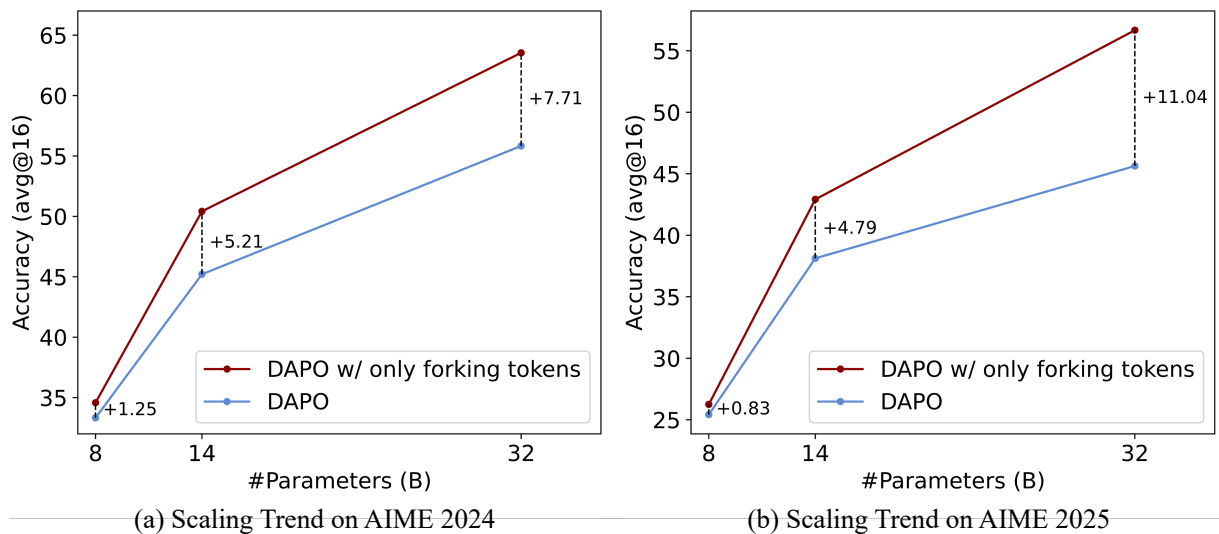 65
60
55
50
45
40
35
Accuracy (avg@16)
+1.25
+5.21
+7.71
DAPO w/ only forking tokens
DAPO
8
14
32
#Parameters (B)
(a) Scaling Trend on AIME 2024
55
50
45
40
35
30
25
Accuracy (avg@16)
+0.83
+4.79
+11.04
DAPO w/ only forking tokens
DAPO
8
14
32
#Parameters (B)
(b) Scaling Trend on AIME 2025